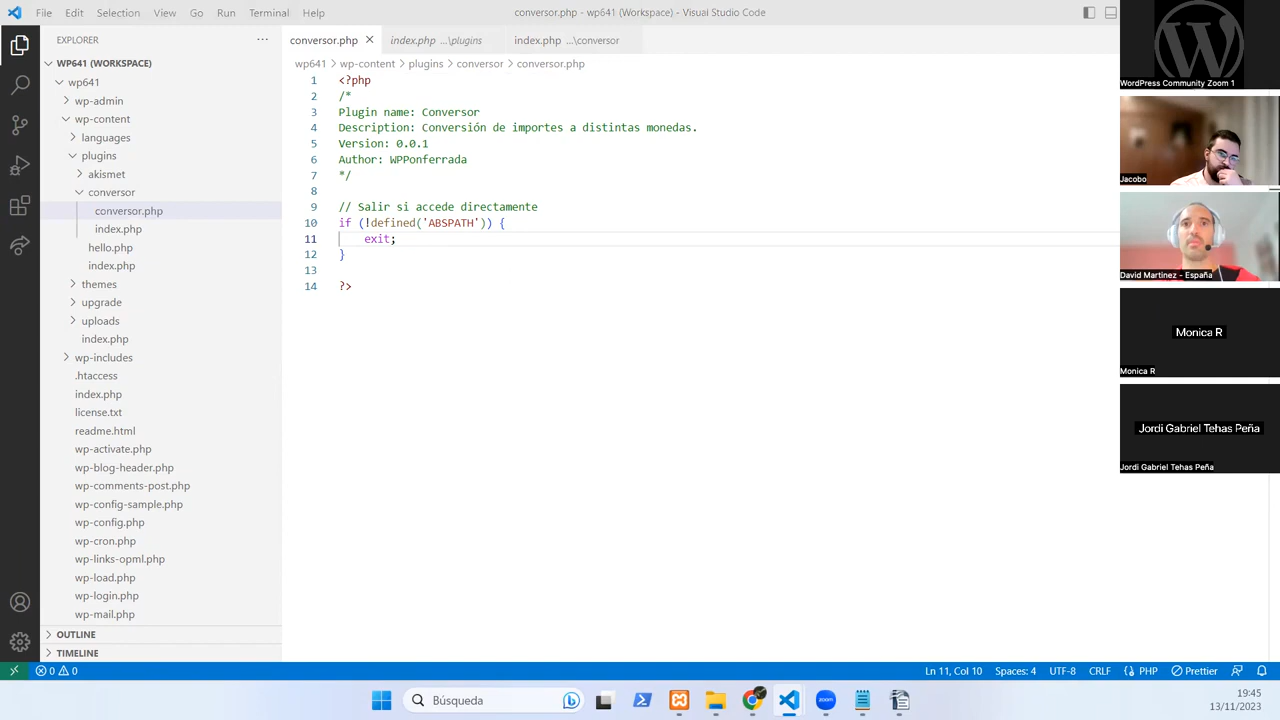 File Edit Selection View Go Run Terminal Help
conversor.php - wp641 (Workspace) - Visual Studio Code
EXPLORER
WP641 (WORKSPACE)
wp641
wp-admin
wp-content
languages
plugins
akismet
conversor
conversor.php
index.php
hello.php
index.php
themes
upgrade
uploads
index.php
wp-includes
.htaccess
index.php
license.txt
readme.html
wp-activate.php
wp-blog-header.php
wp-comments-post.php
wp-config-sample.php
wp-config.php
wp-cron.php
wp-links-opml.php
wp-load.php
wp-login.php
wp-mail.php
OUTLINE
TIMELINE
conversor.php index.php ...\plugins index.php ...\conversor
wp641 > wp-content > plugins > conversor > conversor.php
1 <?php
2 /*
3 Plugin name: Conversor
4 Description: Conversión de importes a distintas monedas.
5 Version: 0.0.1
6 Author: WPPonferrada
7 */
8
9 // Salir si accede directamente
10 if (!defined('ABSPATH')) {
11 exit;
12 }
13
14 ?>
WordPress Community Zoom 1
Jacobo
David Martinez - España
Monica R
Monica R
Jordi Gabriel Tehas Peña
Jordi Gabriel Tehas Peña
0 0 Ln 11, Col 10 Spaces: 4 UTF-8 CRLF PHP Prettier
Búsqueda
zoom
19:45
13/11/2023